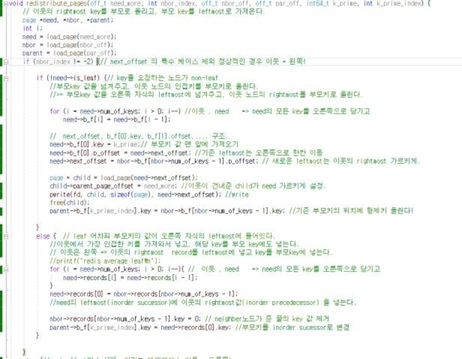 void redistribute_pages(off_t need_more, int nbor_index, off_t nbor_off, off_t par_off, int64_t k_prime, int k_prime_index) {
// 이웃의 rightmost key를 부모로 올리고, 부모 key를 leftmost로 가져온다.
page *need, *nbor, *parent;
int i;
need = load_page(need_more);
nbor = load_page(nbor_off);
parent = load_page(par_off);
if (nbor_index != -2) {// next_offset 의 특수 케이스 제외 정상적인 경우 이웃 = 왼쪽!
if (!need->is_leaf) {// key를 요청하는 노드가 non-leaf
//부모key 값을 넘겨주고, 이웃 노드의 인접키를 부모키로 올린다.
//=> 부모key 값을 오른쪽 자식의 leftmost에 넘겨주고, 이웃 노드의 rightmost를 부모키로 올린다.
for (i = need->num_of_keys; i > 0; i--) //이웃 , need => need의 모든 key를 오른쪽으로 당기고
need->b_f[i] = need->b_f[i - 1];
// next_offset, b_f[0].key, b_f[1].offset..... 구조.
need->b_f[0].key = k_prime;// 부모키 값 맨 앞에 가져오기
need->b_f[0].p_offset = need->next_offset; //기존 leftmost는 오른쪽으로 한칸 이동
need->next_offset = nbor->b_f[nbor->num_of_keys - 1].p_offset; // 새로운 leftmost는 이웃의 rightmost 가르키게.
page * child = load_page(need->next_offset);
child->parent_page_offset = need_more; //이웃이 건네준 child가 need 가르키게 설정.
pwrite(fd, child, sizeof(page), need->next_offset); //write
free(child);
parent->b_f[k_prime_index].key = nbor->b_f[nbor->num_of_keys - 1].key; //기존 부모키의 위치에 형제키 올린다!
}
else { // leaf 어차피 부모키의 값이 오른쪽 자식의 leftmost에 들어있다.
//이웃에서 가장 인접한 키를 가져와서 넣고, 해당 key를 부모 key에도 넣는다.
// 이웃은 왼쪽 => 이웃의 rightmost record를 leftmost에 넣고 key를 부모key에 넣는다.
//printf("redis average leaf\n");
for (i = need->num_of_keys; i > 0; i--){ // 이웃 , need => need의 모든 key를 오른쪽으로 당기고
need->records[i] = need->records[i - 1];
}
need->records[0] = nbor->records[nbor->num_of_keys - 1];
//need의 leftmost(inorder successor)에 이웃의 rightmost값(inorder precedecessor) 을 넣는다.
nbor->records[nbor->num_of_keys - 1].key = 0; // neighber노드가 준 끝의 key 값 제거
parent->b_f[k_prime_index].key = need->records[0].key; //부모키를 inorder sucessor로 변경
}
}